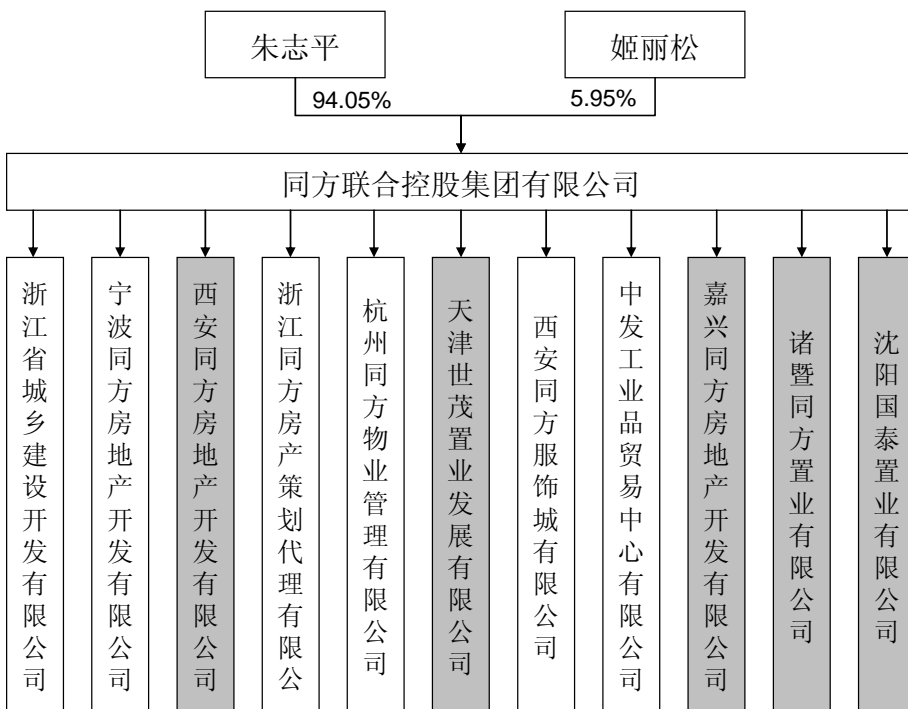 朱志平
姬丽松
94.05%
5.95%
同方联合控股集团有限公司
浙江省城乡建设开发有限公司
宁波同方房地产开发有限公司
西安同方房地产开发有限公司
浙江同方房产策划代理有限公
杭州同方物业管理有限公司
天津世茂置业发展有限公司
西安同方服饰城有限公司
中发工业品贸易中心有限公司
嘉兴同方房地产开发有限公司
诸暨同方置业有限公司
沈阳国泰置业有限公司